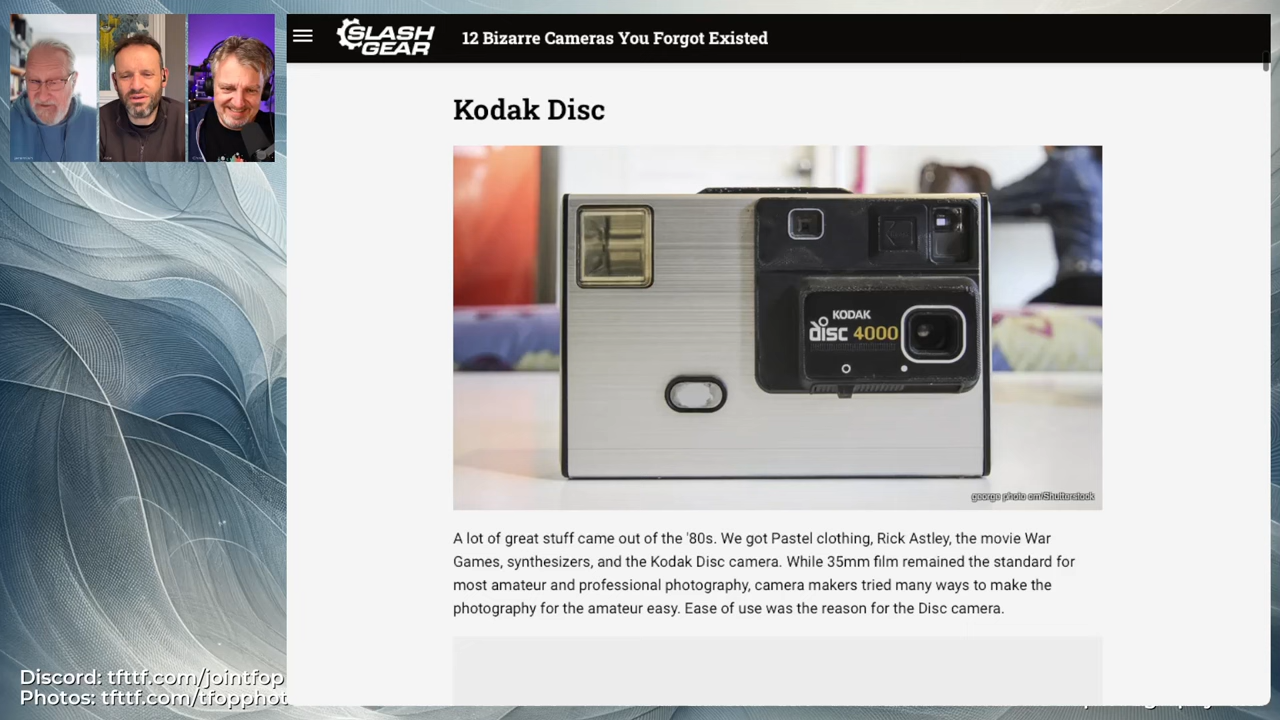 SLASH GEAR
12 Bizarre Cameras You Forgot Existed
Kodak Disc
KODAK
disc 4000
george photo cm/Shutterstock
A lot of great stuff came out of the '80s. We got Pastel clothing, Rick Astley, the movie War
Games, synthesizers, and the Kodak Disc camera. While 35mm film remained the standard for
most amateur and professional photography, camera makers tried many ways to make the
photography for the amateur easy. Ease of use was the reason for the Disc camera.
Discord: tfttf.com/jointfop
Photos: tfttf.com/tfopphot